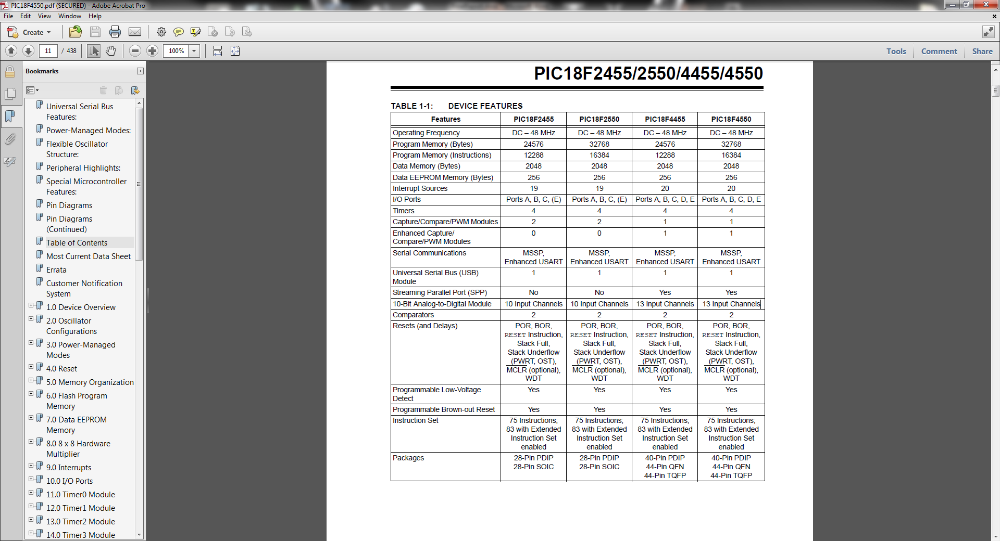 PIC18F4550.pdf (SECURED) - Adobe Acrobat Pro
File Edit View Window Help
Create
11 / 438 100% Tools Comment Share
Bookmarks
Universal Serial Bus
Features:
Power-Managed Modes:
Flexible Oscillator
Structure:
Peripheral Highlights:
Special Microcontroller
Features:
Pin Diagrams
Pin Diagrams
(Continued)
Table of Contents
Most Current Data Sheet
Errata
Customer Notification
System
1.0 Device Overview
2.0 Oscillator
Configurations
3.0 Power-Managed
Modes
4.0 Reset
5.0 Memory Organization
6.0 Flash Program
Memory
7.0 Data EEPROM
Memory
8.0 8 x 8 Hardware
Multiplier
9.0 Interrupts
10.0 I/O Ports
11.0 Timer0 Module
12.0 Timer1 Module
13.0 Timer2 Module
14.0 Timer3 Module
PIC18F2455/2550/4455/4550
TABLE 1-1: DEVICE FEATURES
Features PIC18F2455 PIC18F2550 PIC18F4455 PIC18F4550
Operating Frequency DC – 48 MHz DC – 48 MHz DC – 48 MHz DC – 48 MHz
Program Memory (Bytes) 24576 32768 24576 32768
Program Memory (Instructions) 12288 16384 12288 16384
Data Memory (Bytes) 2048 2048 2048 2048
Data EEPROM Memory (Bytes) 256 256 256 256
Interrupt Sources 19 19 20 20
I/O Ports Ports A, B, C, (E) Ports A, B, C, (E) Ports A, B, C, D, E Ports A, B, C, D, E
Timers 4 4 4 4
Capture/Compare/PWM Modules 2 2 1 1
Enhanced Capture/ 0 0 1 1
Compare/PWM Modules
Serial Communications MSSP, MSSP, MSSP, MSSP,
Enhanced USART Enhanced USART Enhanced USART Enhanced USART
Universal Serial Bus (USB) 1 1 1 1
Module
Streaming Parallel Port (SPP) No No Yes Yes
10-Bit Analog-to-Digital Module 10 Input Channels 10 Input Channels 13 Input Channels 13 Input Channels
Comparators 2 2 2 2
Resets (and Delays) POR, BOR, POR, BOR, POR, BOR, POR, BOR,
RESET Instruction, RESET Instruction, RESET Instruction, RESET Instruction,
Stack Full, Stack Full, Stack Full, Stack Full,
Stack Underflow Stack Underflow Stack Underflow Stack Underflow
(PWRT, OST), (PWRT, OST), (PWRT, OST), (PWRT, OST),
MCLR (optional), MCLR (optional), MCLR (optional), MCLR (optional),
WDT WDT WDT WDT
Programmable Low-Voltage Yes Yes Yes Yes
Detect
Programmable Brown-out Reset Yes Yes Yes Yes
Instruction Set 75 Instructions; 75 Instructions; 75 Instructions; 75 Instructions;
83 with Extended 83 with Extended 83 with Extended 83 with Extended
Instruction Set Instruction Set Instruction Set Instruction Set
enabled enabled enabled enabled
Packages 28-Pin PDIP 28-Pin PDIP 40-Pin PDIP 40-Pin PDIP
28-Pin SOIC 28-Pin SOIC 44-Pin QFN 44-Pin QFN
44-Pin TQFP 44-Pin TQFP